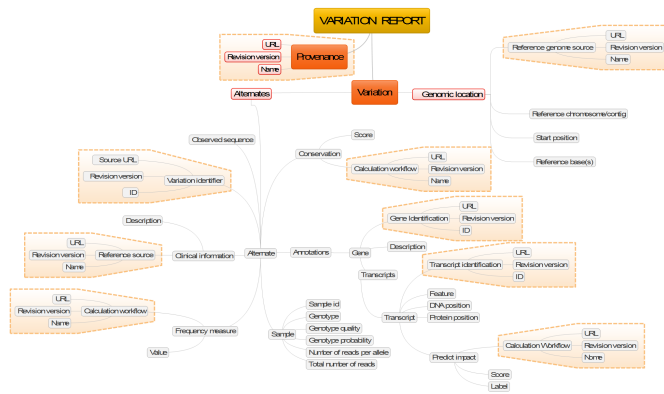 VARIATION REPORT
URL
Revision version
Name
Provenance
Variation
Alternates
Genomic location
Reference genome source
URL
Revision version
Name
Reference chromosome/contig
Start position
Reference base(s)
Observed sequence
Source URL
Revision version
ID
Variation identifier
Description
Clinical information
URL
Revision version
Name
Reference source
URL
Revision version
Name
Calculation workflow
Frequency measure
Value
Alternate
Conservation
Score
Calculation workflow
URL
Revision version
Name
Annotations
Gene
Gene Identification
URL
Revision version
ID
Description
Transcripts
Transcript identification
URL
Revision version
ID
Transcript
Feature
DNA position
Protein position
Predict impact
Calculation Workflow
URL
Revision version
Name
Score
Label
Sample
Sample id
Genotype
Genotype quality
Genotype probability
Number of reads per allele
Total number of reads